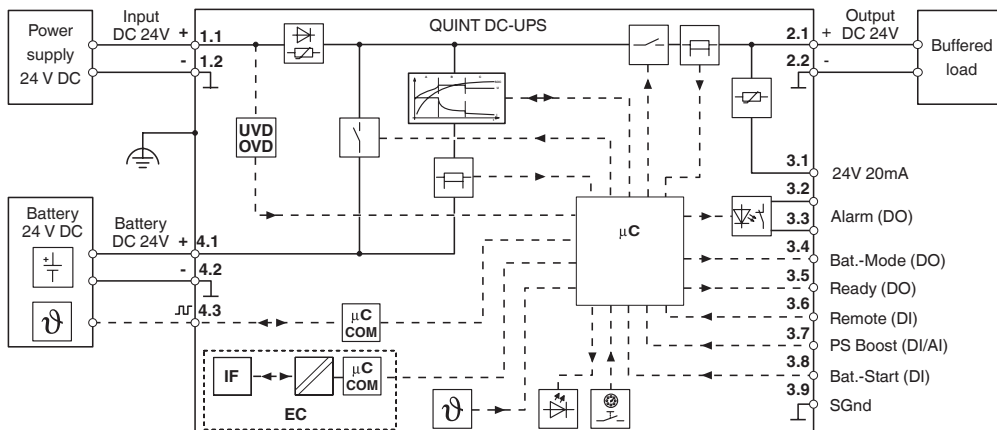 QUINT DC-UPS
Power
supply
24 V DC
Input
DC 24V
+
1.1
-
1.2
UVD
OVD
Battery
24 V DC
+
ϑ
Battery
DC 24V
+
4.1
-
4.2
4.3
µC
COM
IF
µC
COM
EC
ϑ
µC
2.1
+
Output
DC 24V
2.2
-
Buffered
load
3.1
24V 20mA
3.2
3.3
Alarm (DO)
3.4
Bat.-Mode (DO)
3.5
Ready (DO)
3.6
Remote (DI)
3.7
PS Boost (DI/AI)
3.8
Bat.-Start (DI)
3.9
SGnd